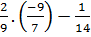 2/9 . (-9/7) - 1/14